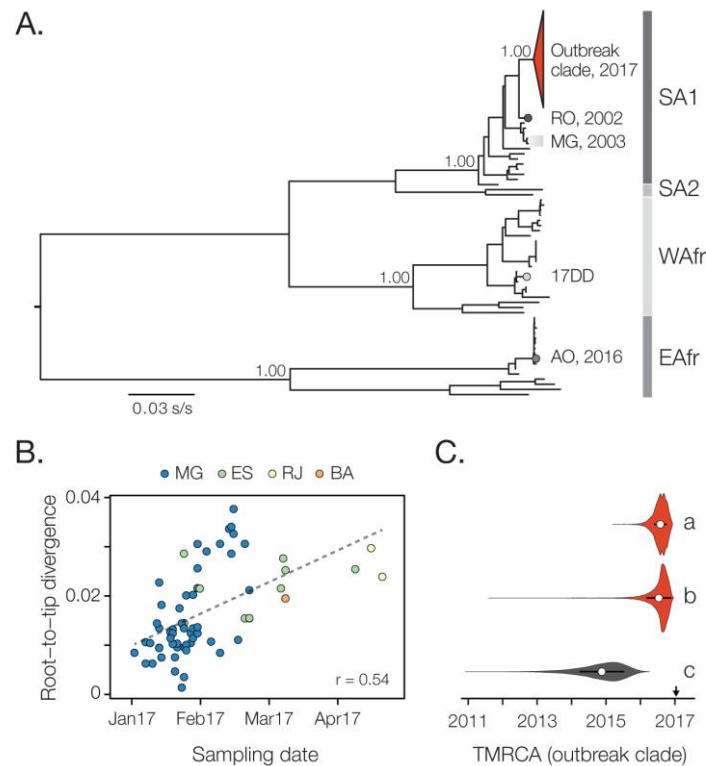 A.
1.00
Outbreak
clade, 2017
RO, 2002
MG, 2003
1.00
SA1
SA2
WAfr
1.00
17DD
EAfr
AO, 2016
1.00
0.03 s/s
B.
MG ES RJ BA
Root−to−tip divergence
0.04
0.02
0
r = 0.54
Jan17 Feb17 Mar17 Apr17
Sampling date
C.
a
b
c
2011 2013 2015 2017
TMRCA (outbreak clade)